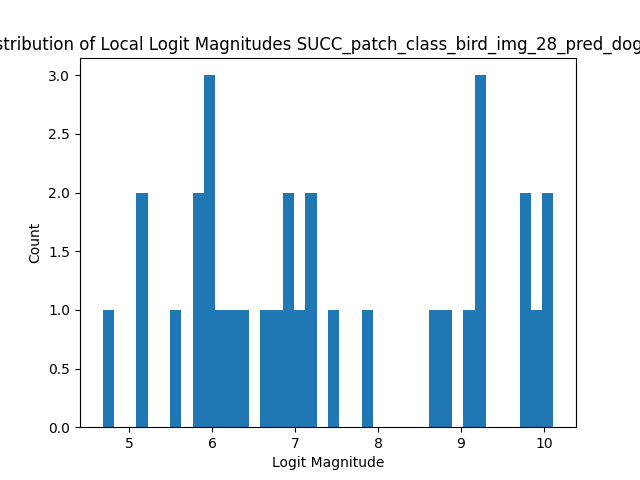 stribution of Local Logit Magnitudes SUCC_patch_class_bird_img_28_pred_dog
3.0
2.5
2.0
1.5
1.0
0.5
0.0
Count
5 6 7 8 9 10
Logit Magnitude